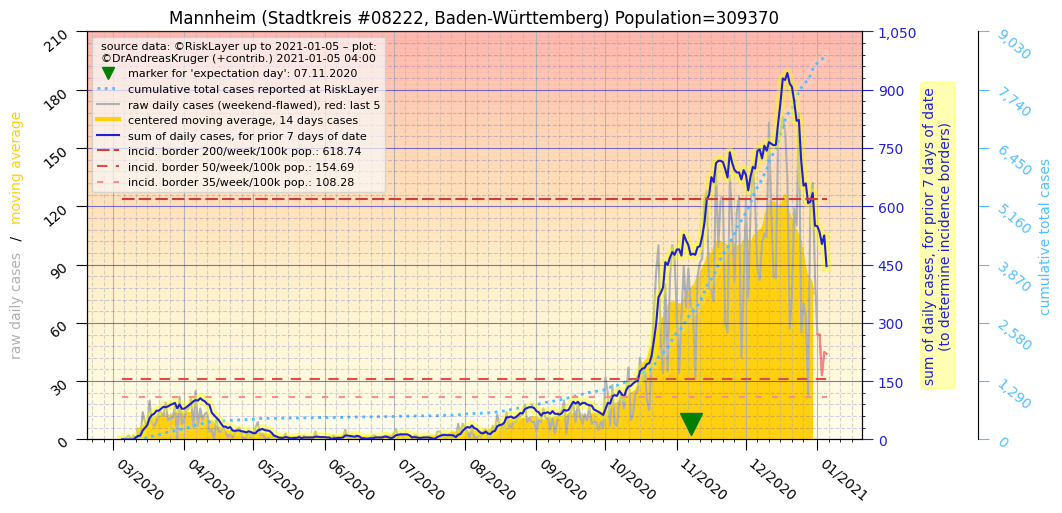 Mannheim (Stadtkreis #08222, Baden-Württemberg) Population=309370
source data: ©RiskLayer up to 2021-01-05 – plot:
©DrAndreasKruger (+contrib.) 2021-01-05 04:00
marker for 'expectation day': 07.11.2020
cumulative total cases reported at RiskLayer
raw daily cases (weekend-flawed), red: last 5
centered moving average, 14 days cases
sum of daily cases, for prior 7 days of date
incid. border 200/week/100k pop.: 618.74
incid. border 50/week/100k pop.: 154.69
incid. border 35/week/100k pop.: 108.28
raw daily cases / moving average
210
180
150
120
90
60
30
0
03/2020
04/2020
05/2020
06/2020
07/2020
08/2020
09/2020
10/2020
11/2020
12/2020
01/2021
1,050
900
750
600
450
300
150
0
sum of daily cases, for prior 7 days of date
(to determine incidence borders)
9,030
7,740
6,450
5,160
3,870
2,580
1,290
0
cumulative total cases